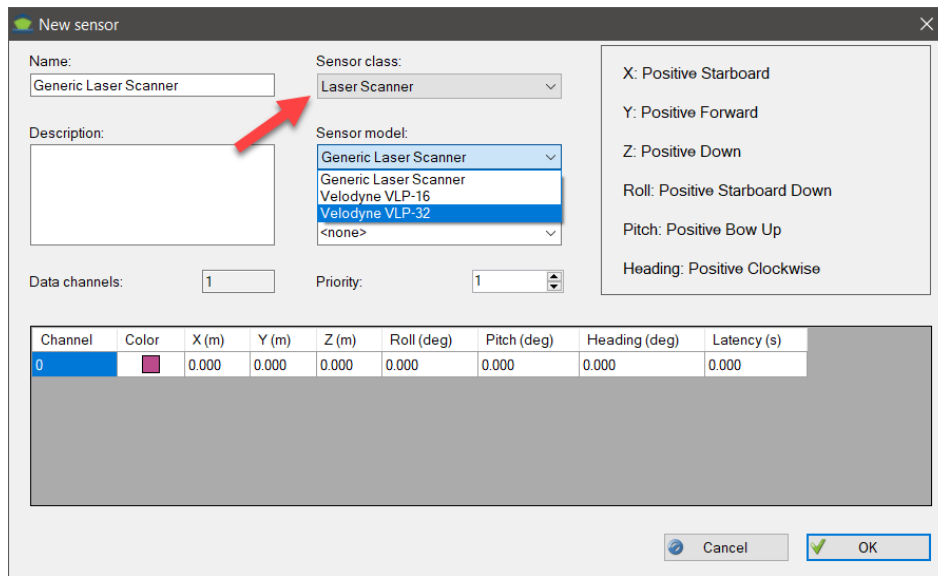 New sensor
Name:
Generic Laser Scanner
Sensor class:
Laser Scanner
Description:
Sensor model:
Generic Laser Scanner
Generic Laser Scanner
Velodyne VLP-16
Velodyne VLP-32
<none>
Data channels:
1
Priority:
1
X: Positive Starboard
Y: Positive Forward
Z: Positive Down
Roll: Positive Starboard Down
Pitch: Positive Bow Up
Heading: Positive Clockwise
Channel Color X (m) Y (m) Z (m) Roll (deg) Pitch (deg) Heading (deg) Latency (s)
0 0.000 0.000 0.000 0.000 0.000 0.000 0.000
Cancel
OK